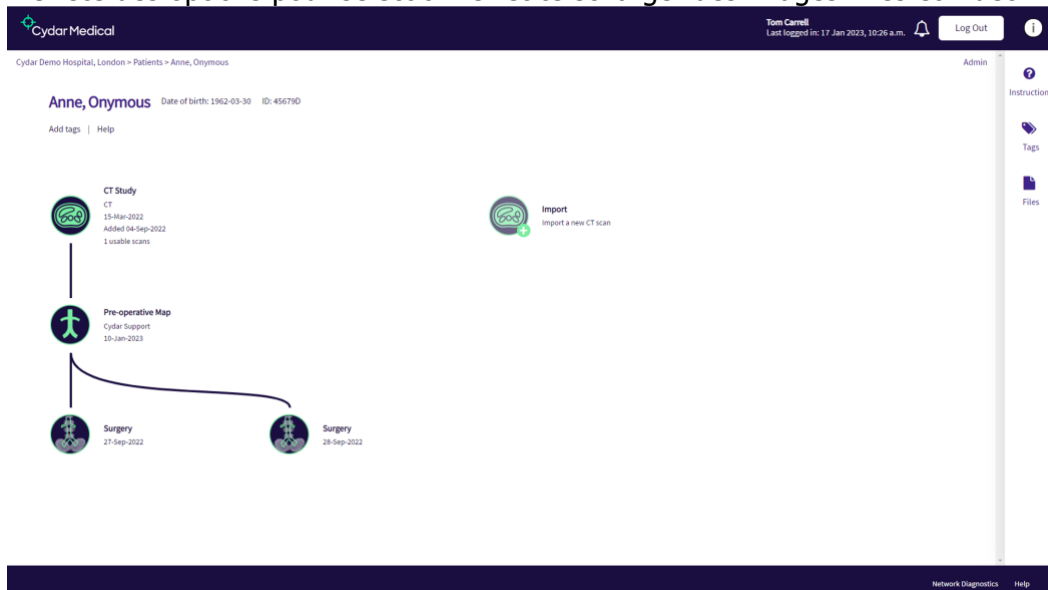 Cydar Medical
Tom Carrell
Last logged in: 17 Jan 2023, 10:26 a.m.
Log Out
i
Cydar Demo Hospital, London > Patients > Anne, Onymous
Admin
Anne, Onymous Date of birth: 1962-03-30 ID: 45679D
Add tags | Help
?
Instruction
Tags
Files
CT Study
CT
15-Mar-2022
Added 04-Sep-2022
1 usable scans
Import
Import a new CT scan
Pre-operative Map
Cydar Support
10-Jan-2023
Surgery
27-Sep-2022
Surgery
28-Sep-2022
Network Diagnostics Help